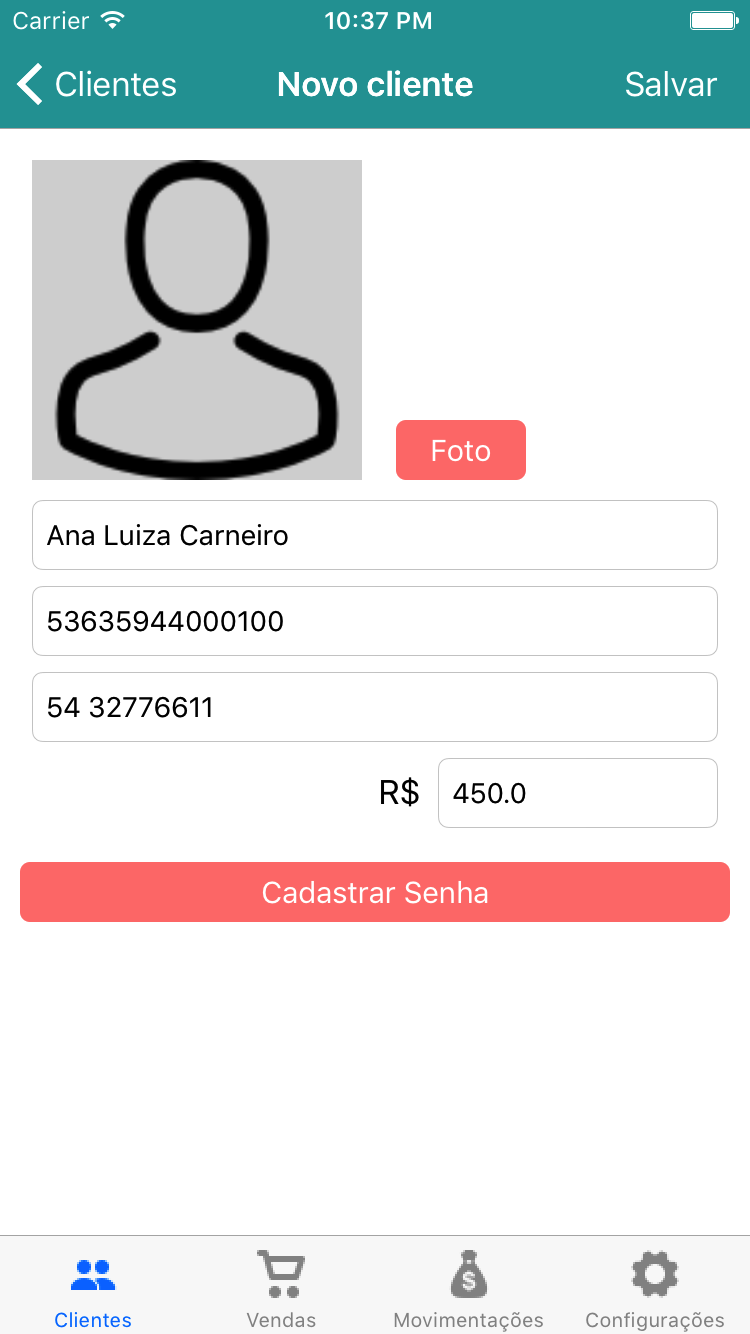 Carrier 10:37 PM
Clientes Novo cliente Salvar
Foto
Ana Luiza Carneiro
53635944000100
54 32776611
R$ 450.0
Cadastrar Senha
Clientes Vendas Movimentações Configurações